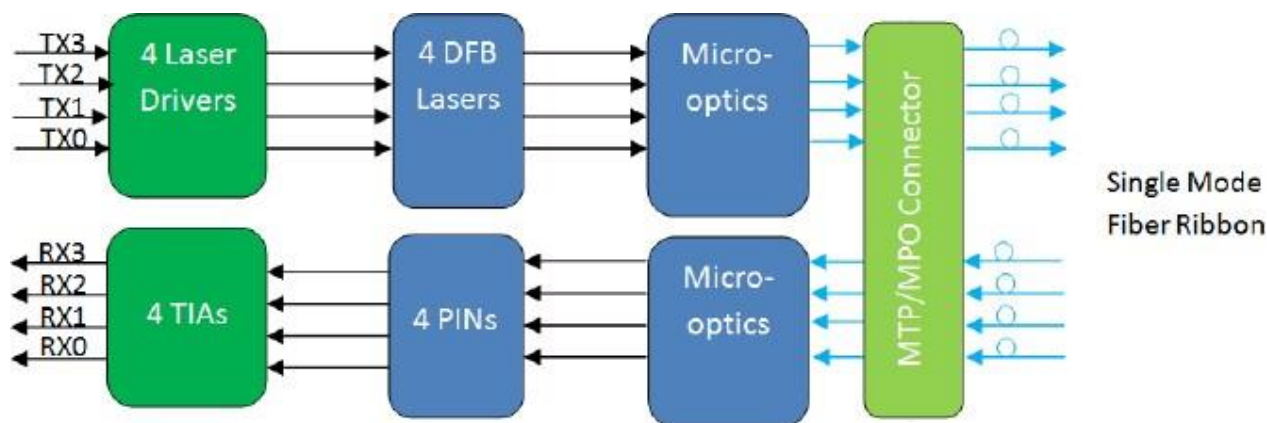 TX3
TX2
TX1
TX0
4 Laser
Drivers
4 DFB
Lasers
Micro-
optics
MTP/MPO Connector
Single Mode
Fiber Ribbon
RX3
RX2
RX1
RX0
4 TIAs
4 PINs
Micro-
optics